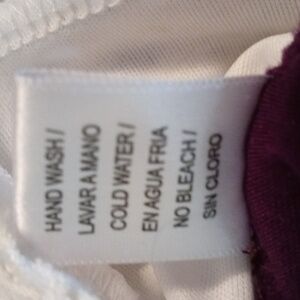 HAND WASH /
LAVAR A MANO
COLD WATER /
EN AGUA FRIA
NO BLEACH /
SIN CLORO